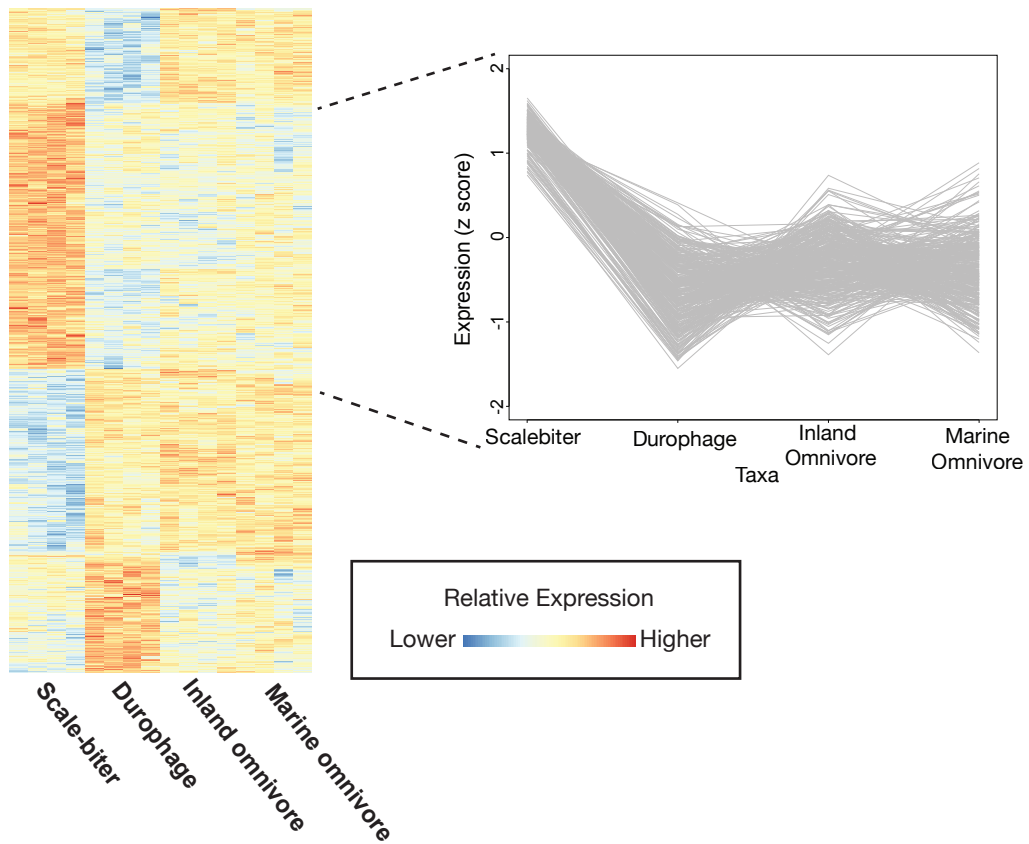 2
1
0
-1
-2
Expression (z score)
Scalebiter
Durophage
Inland
Omnivore
Marine
Omnivore
Taxa
Relative Expression
Lower
Higher
Scale-biter
Durophage
Inland omnivore
Marine omnivore